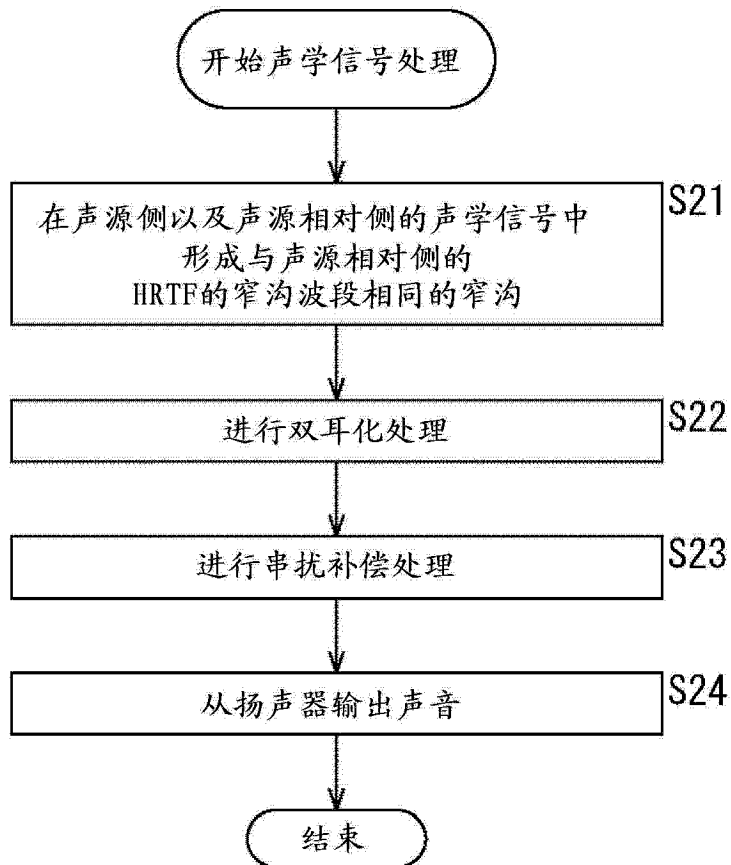 开始声学信号处理
S21
在声源侧以及声源相对侧的声学信号中
形成与声源相对侧的
HRTF的窄沟波段相同的窄沟
S22
进行双耳化处理
S23
进行串扰补偿处理
S24
从扬声器输出声音
结束